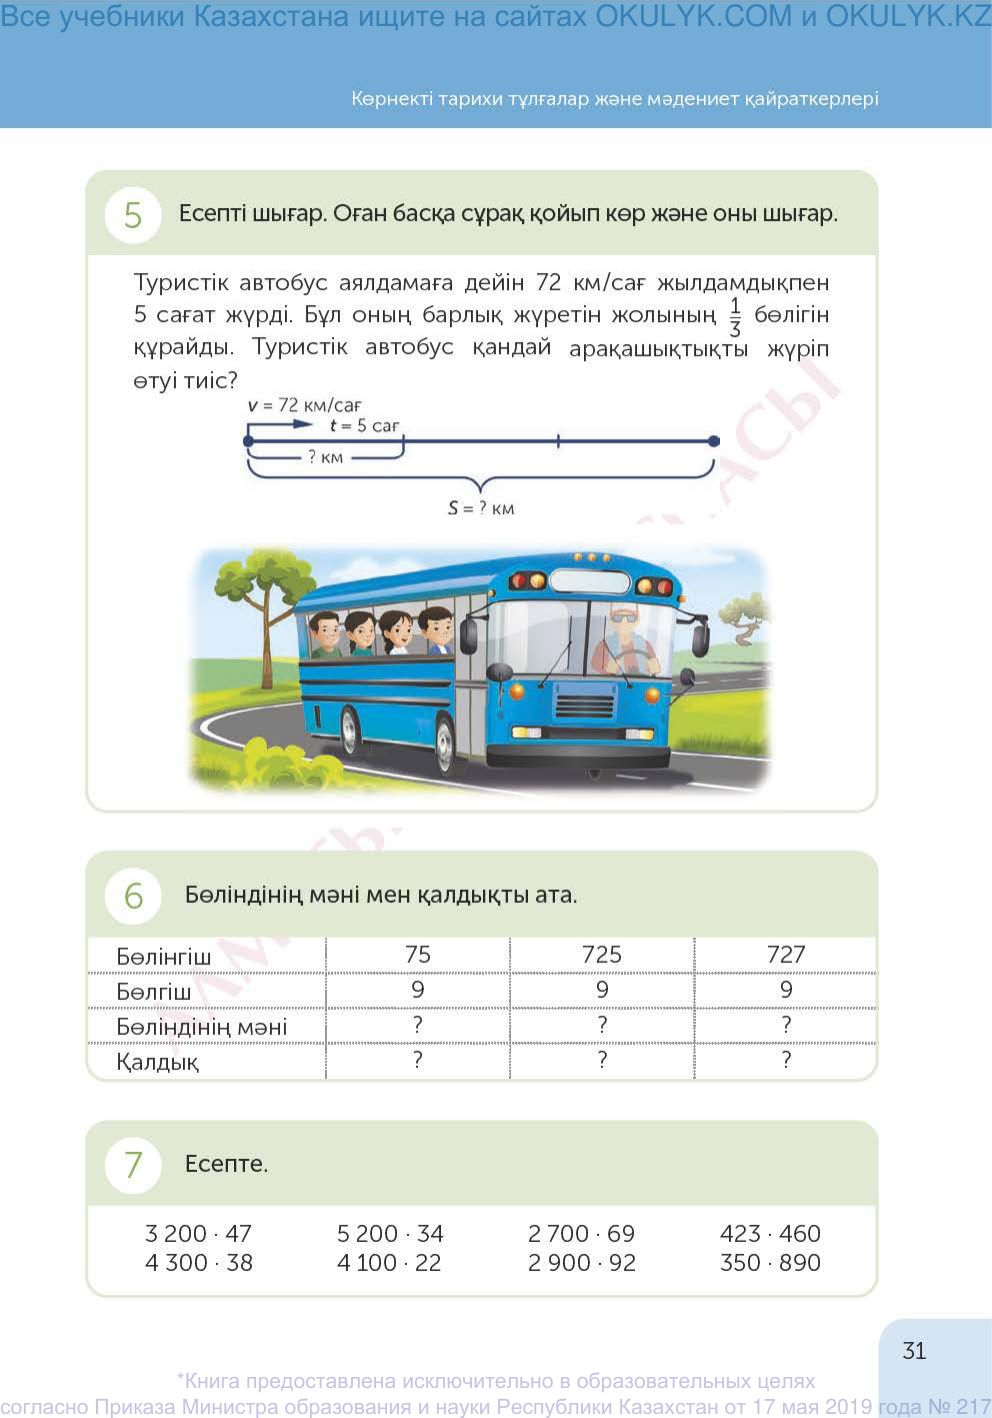 Все учебники Казахстана ищите на сайтах OKULYK.COM и OKULYK.KZ
Көрнекті тарихи тұлғалар және мәдениет қайраткерлері
5 Есепті шығар. Оған басқа сұрақ қойып көр және оны шығар.
Туристік автобус аялдамаға дейін 72 км/сағ жылдамдықпен
5 сағат жүрді. Бұл оның барлық жүретін жолының 1/3 бөлігін
құрайды. Туристік автобус қандай арақашықтықты жүріп
өтуі тиіс?
v = 72 км/сағ
t = 5 сағ
? км
S = ? км
6 Бөліндінің мәні мен қалдықты ата.
Бөлінгіш 75 725 727
Бөлгіш 9 9 9
Бөліндінің мәні ? ? ?
Қалдық ? ? ?
7 Есепте.
3 200 · 47 5 200 · 34 2 700 · 69 423 · 460
4 300 · 38 4 100 · 22 2 900 · 92 350 · 890
31
*Книга предоставлена исключительно в образовательных целях
согласно Приказа Министра образования и науки Республики Казахстан от 17 мая 2019 года № 217